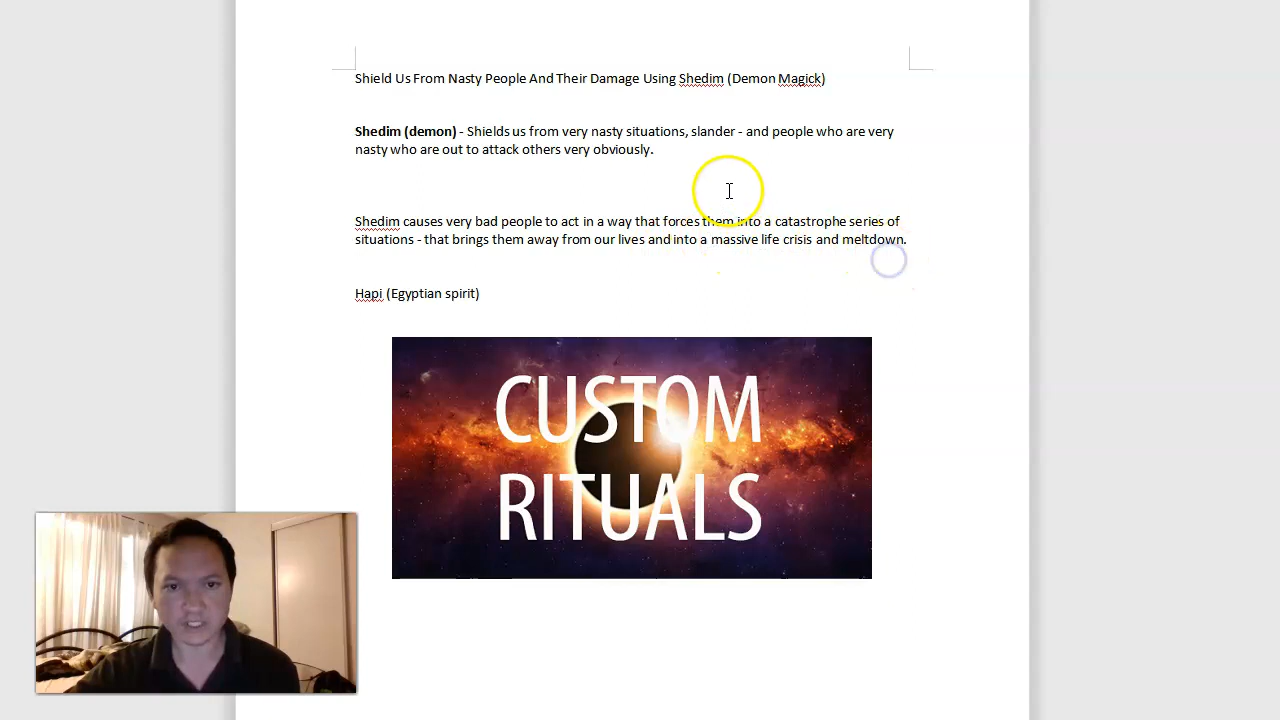 Shield Us From Nasty People And Their Damage Using Shedim (Demon Magick)
Shedim (demon) - Shields us from very nasty situations, slander - and people who are very
nasty who are out to attack others very obviously.
Shedim causes very bad people to act in a way that forces them into a catastrophe series of
situations - that brings them away from our lives and into a massive life crisis and meltdown.
Hapi (Egyptian spirit)
CUSTOM
RITUALS